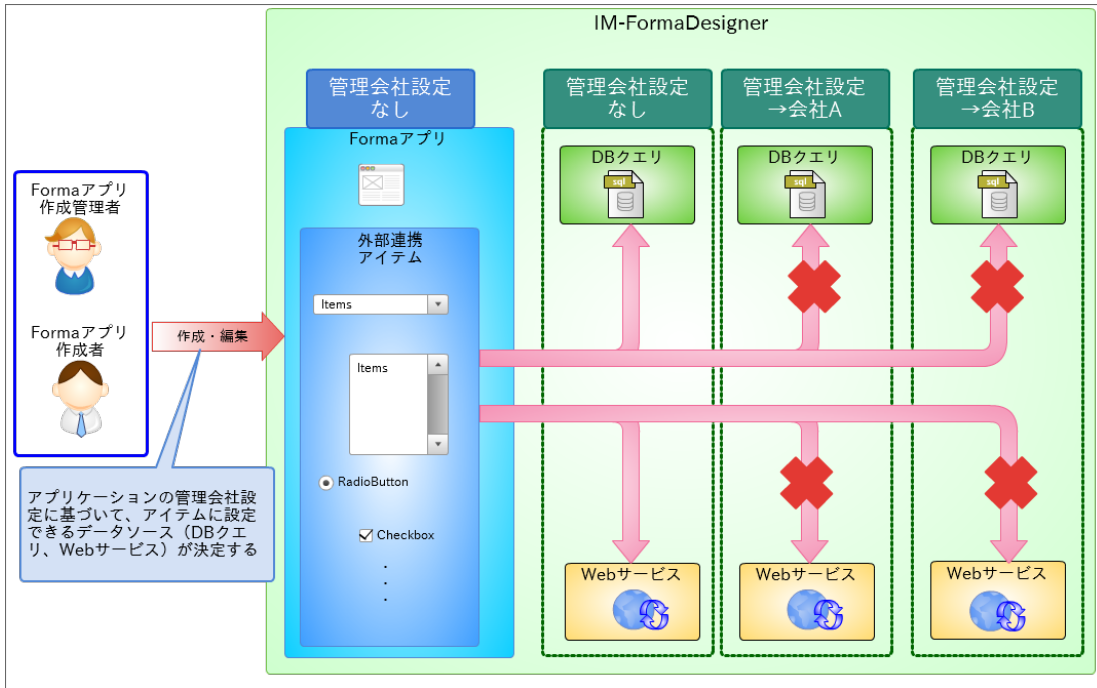 IM-FormaDesigner
管理会社設定
なし
管理会社設定
なし
管理会社設定
→会社A
管理会社設定
→会社B
Formaアプリ
作成管理者
Formaアプリ
作成者
作成・編集
アプリケーションの管理会社設
定に基づいて、アイテムに設定
できるデータソース（DBクエ
リ、Webサービス）が決定する
Formaアプリ
外部連携
アイテム
Items
Items
RadioButton
Checkbox
.
.
.
DBクエリ
sql
DBクエリ
sql
DBクエリ
sql
Webサービス
Webサービス
Webサービス